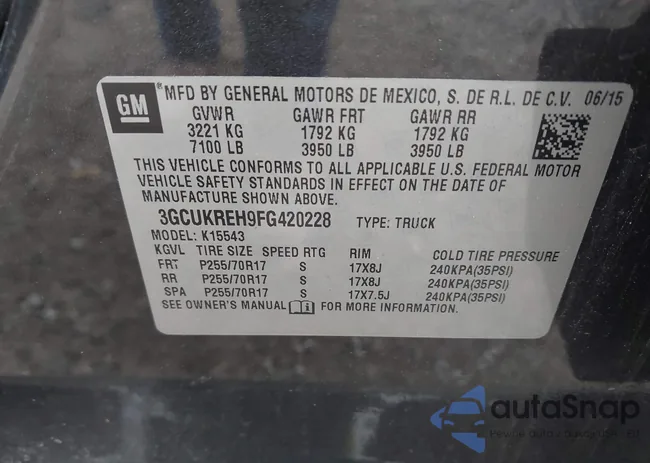 GM
MFD BY GENERAL MOTORS DE MEXICO, S. DE R.L. DE C.V. 06/15
GVWR GAWR FRT GAWR RR
3221 KG 1792 KG 1792 KG
7100 LB 3950 LB 3950 LB
THIS VEHICLE CONFORMS TO ALL APPLICABLE U.S. FEDERAL MOTOR
VEHICLE SAFETY STANDARDS IN EFFECT ON THE DATE OF
MANUFACTURE SHOWN ABOVE.
3GCUKREH9FG420228 TYPE: TRUCK
MODEL: K15543
KGVL TIRE SIZE SPEED RTG RIM COLD TIRE PRESSURE
FRT P255/70R17 S 17X8J 240KPA(35PSI)
RR P255/70R17 S 17X8J 240KPA(35PSI)
SPA P255/70R17 S 17X7.5J 240KPA(35PSI)
SEE OWNER'S MANUAL FOR MORE INFORMATION.
autaSnap